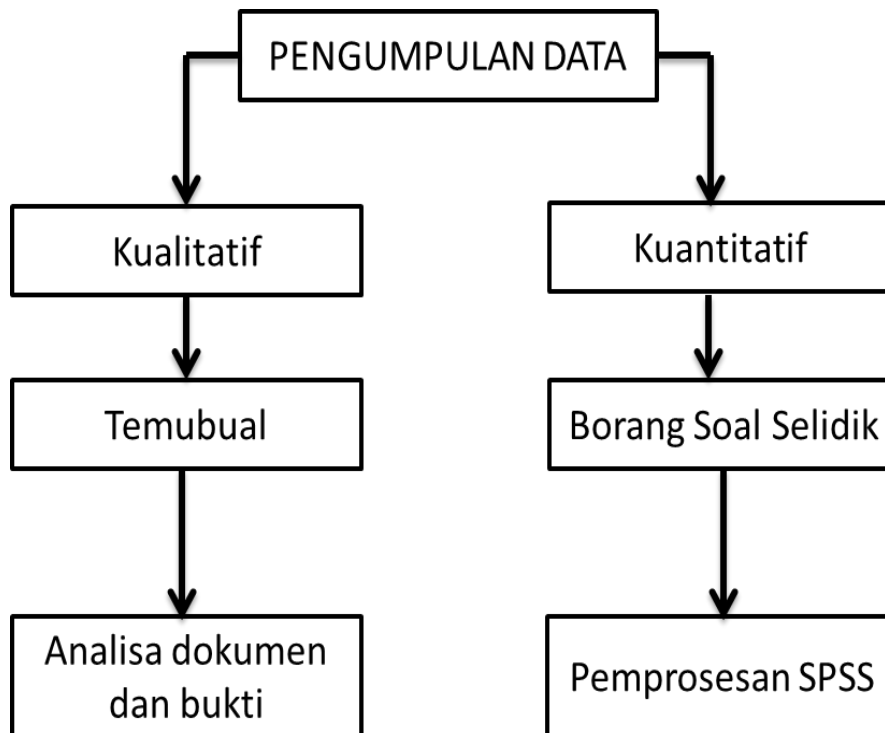 PENGUMPULAN DATA
Kualitatif
Kuantitatif
Temubual
Borang Soal Selidik
Analisa dokumen
dan bukti
Pemprosesan SPSS